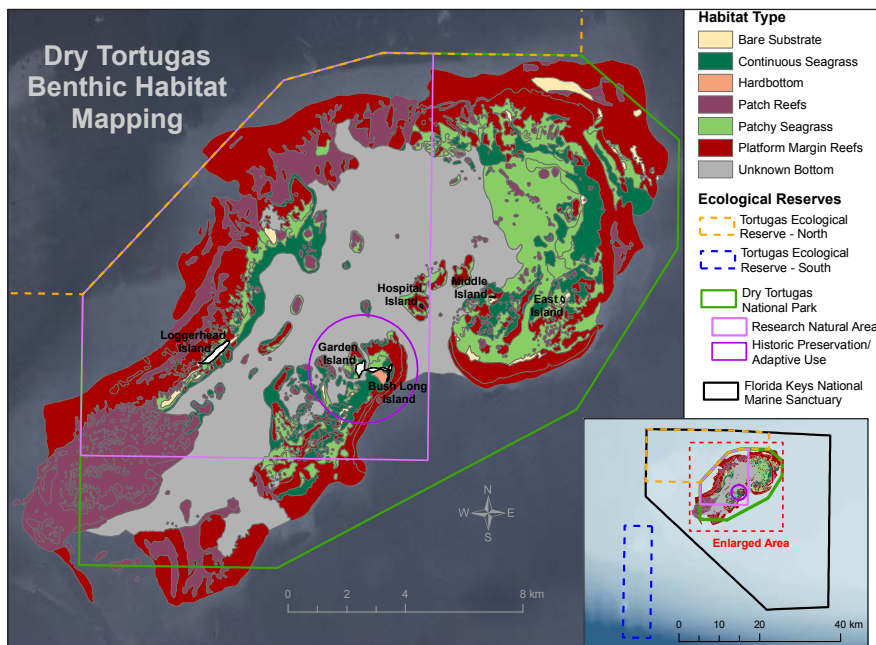 Dry Tortugas
Benthic Habitat
Mapping
Hospital
Island
Middle
Island
East
Island
Loggerhead
Island
Garden
Island
Bush Long
Island
N
W
E
S
0
2
4
8 km
Habitat Type
Bare Substrate
Continuous Seagrass
Hardbottom
Patch Reefs
Patchy Seagrass
Platform Margin Reefs
Unknown Bottom
Ecological Reserves
Tortugas Ecological
Reserve - North
Tortugas Ecological
Reserve - South
Dry Tortugas
National Park
Research Natural Area
Historic Preservation/
Adaptive Use
Florida Keys National
Marine Sanctuary
Enlarged Area
0
10
20
40 km